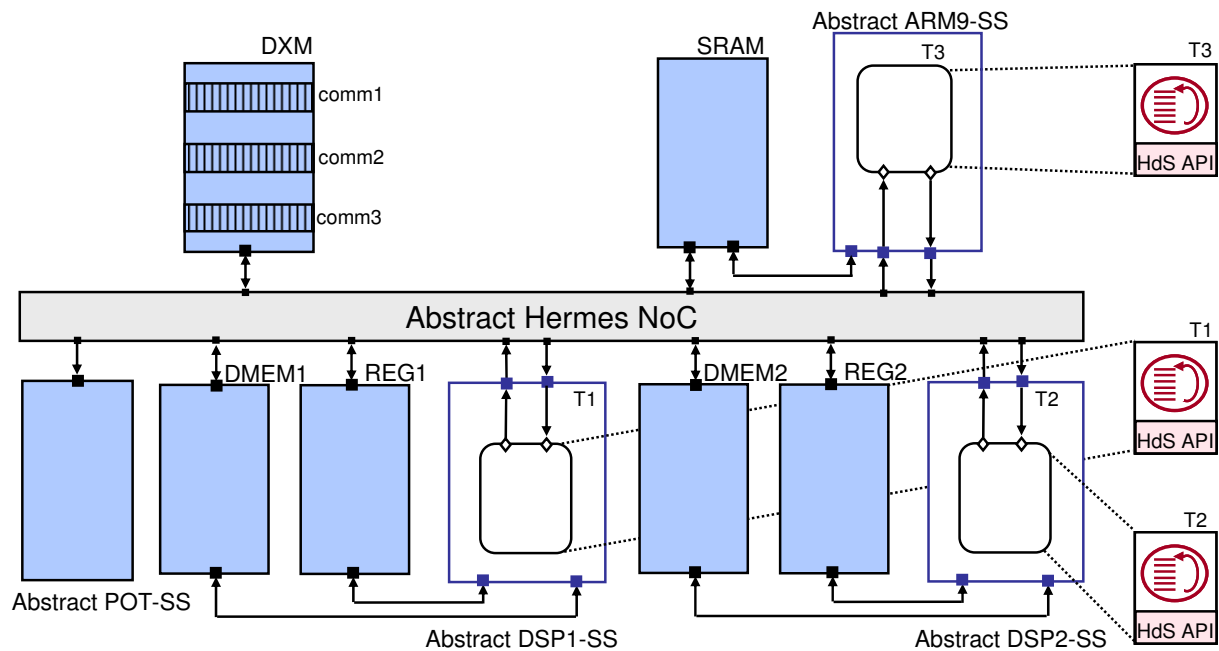 Abstract ARM9-SS
DXM
SRAM
T3
T3
comm1
comm2
comm3
HdS API
Abstract Hermes NoC
T1
DMEM1
REG1
T1
DMEM2
REG2
T2
HdS API
T2
Abstract POT-SS
Abstract DSP1-SS
Abstract DSP2-SS
HdS API